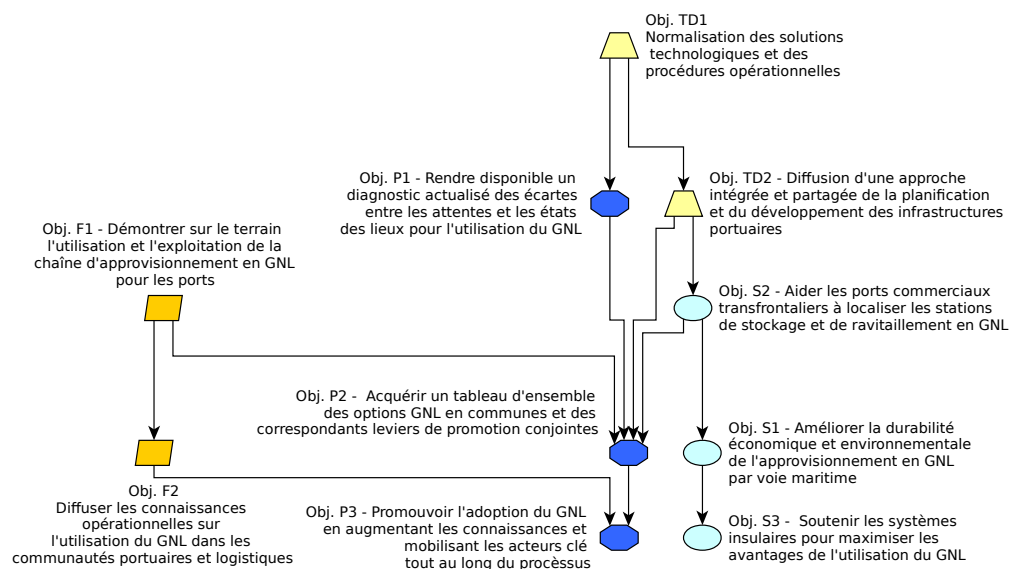 Obj. TD1
Normalisation des solutions
technologiques et des
procédures opérationnelles
Obj. P1 - Rendre disponible un
diagnostic actualisé des écartes
entre les attentes et les états
des lieux pour l'utilisation du GNL
Obj. TD2 - Diffusion d'une approche
intégrée et partagée de la planification
et du développement des infrastructures
portuaires
Obj. F1 - Démontrer sur le terrain
l'utilisation et l'exploitation de la
chaîne d'approvisionnement en GNL
pour les ports
Obj. S2 - Aider les ports commerciaux
transfrontaliers à localiser les stations
de stockage et de ravitaillement en GNL
Obj. P2 -  Acquérir un tableau d'ensemble
des options GNL en communes et des
correspondants leviers de promotion conjointes
Obj. S1 - Améliorer la durabilité
économique et environnementale
de l'approvisionnement en GNL
par voie maritime
Obj. F2
Diffuser les connaissances
opérationnelles sur
l'utilisation du GNL dans les
communautés portuaires et logistiques
Obj. P3 - Promouvoir l'adoption du GNL
en augmentant les connaissances et
mobilisant les acteurs clé
tout au long du procèssus
Obj. S3 -  Soutenir les systèmes
insulaires pour maximiser les
avantages de l'utilisation du GNL